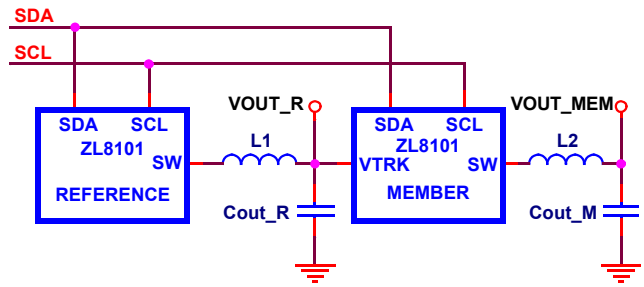 SDA
SCL
VOUT_R
VOUT_MEM
SDA SCL
ZL8101
SW
REFERENCE
L1
Cout_R
SDA SCL
ZL8101
VTRK
SW
MEMBER
L2
Cout_M